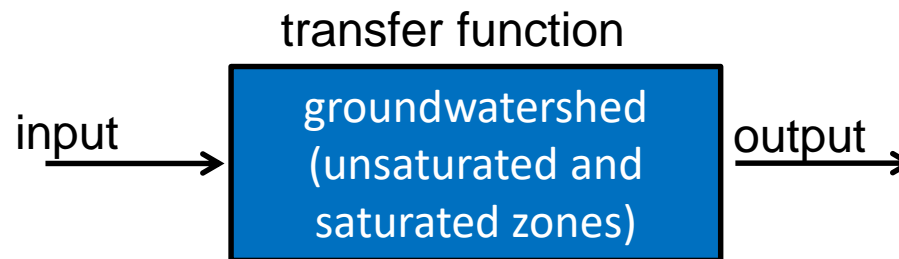 transfer function
input
groundwatershed
(unsaturated and
saturated zones)
output